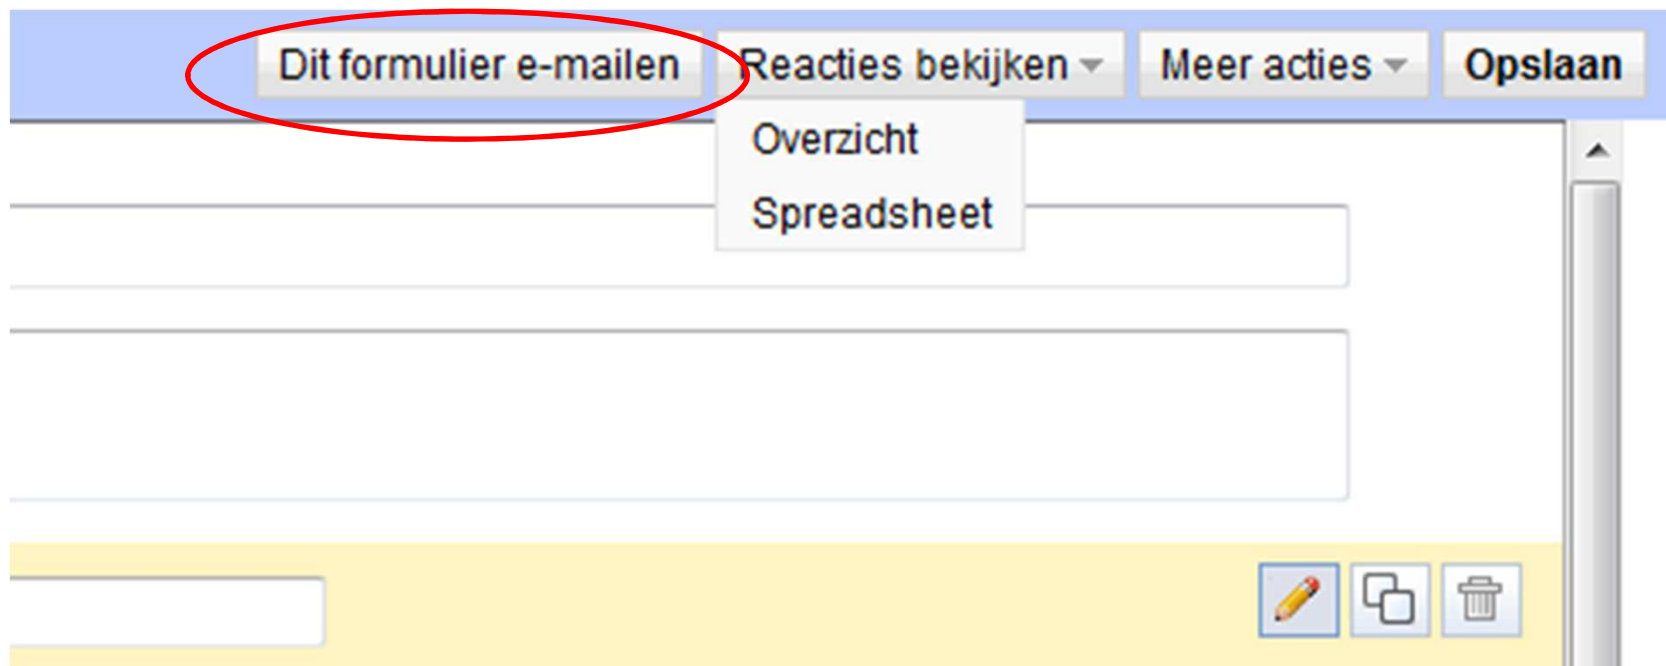 Dit formulier e-mailen Reacties bekijken Meer acties Opslaan
Overzicht
Spreadsheet